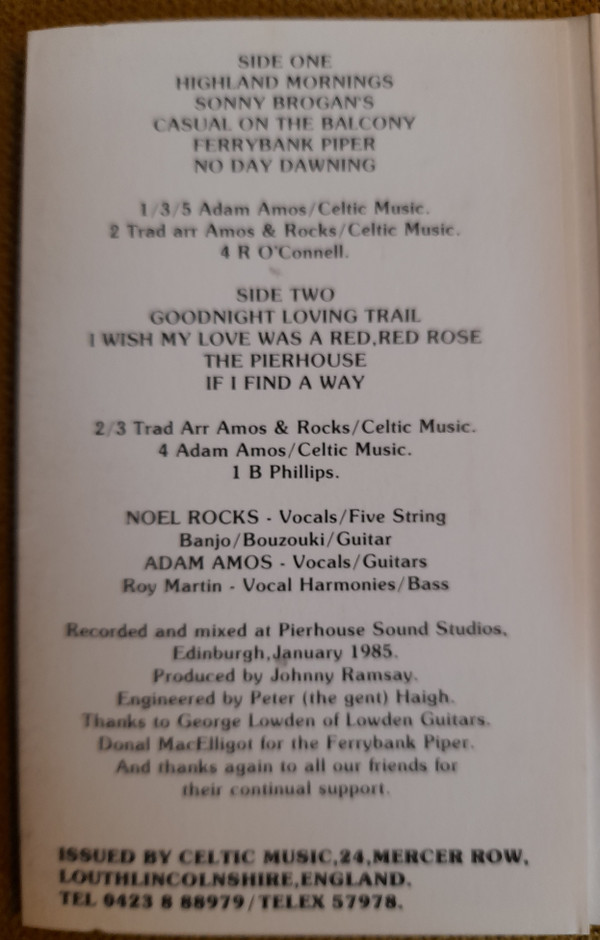 SIDE ONE
HIGHLAND MORNINGS
SONNY BROGAN'S
CASUAL ON THE BALCONY
FERRYBANK PIPER
NO DAY DAWNING
1/3/5 Adam Amos/Celtic Music.
2 Trad arr Amos & Rocks/Celtic Music.
4 R O'Connell.
SIDE TWO
GOODNIGHT LOVING TRAIL
I WISH MY LOVE WAS A RED,RED ROSE
THE PIERHOUSE
IF I FIND A WAY
2/3 Trad Arr Amos & Rocks/Celtic Music.
4 Adam Amos/Celtic Music.
1 B Phillips.
NOEL ROCKS - Vocals/Five String
Banjo/Bouzouki/Guitar
ADAM AMOS - Vocals/Guitars
Roy Martin - Vocal Harmonies/Bass
Recorded and mixed at Pierhouse Sound Studios,
Edinburgh,January 1985.
Produced by Johnny Ramsay.
Engineered by Peter (the gent) Haigh.
Thanks to George Lowden of Lowden Guitars.
Donal MacElligot for the Ferrybank Piper.
And thanks again to all our friends for
their continual support.
ISSUED BY CELTIC MUSIC,24,MERCER ROW,
LOUTHLINCOLNSHIRE,ENGLAND.
TEL 0423 8 88979/TELEX 57978.